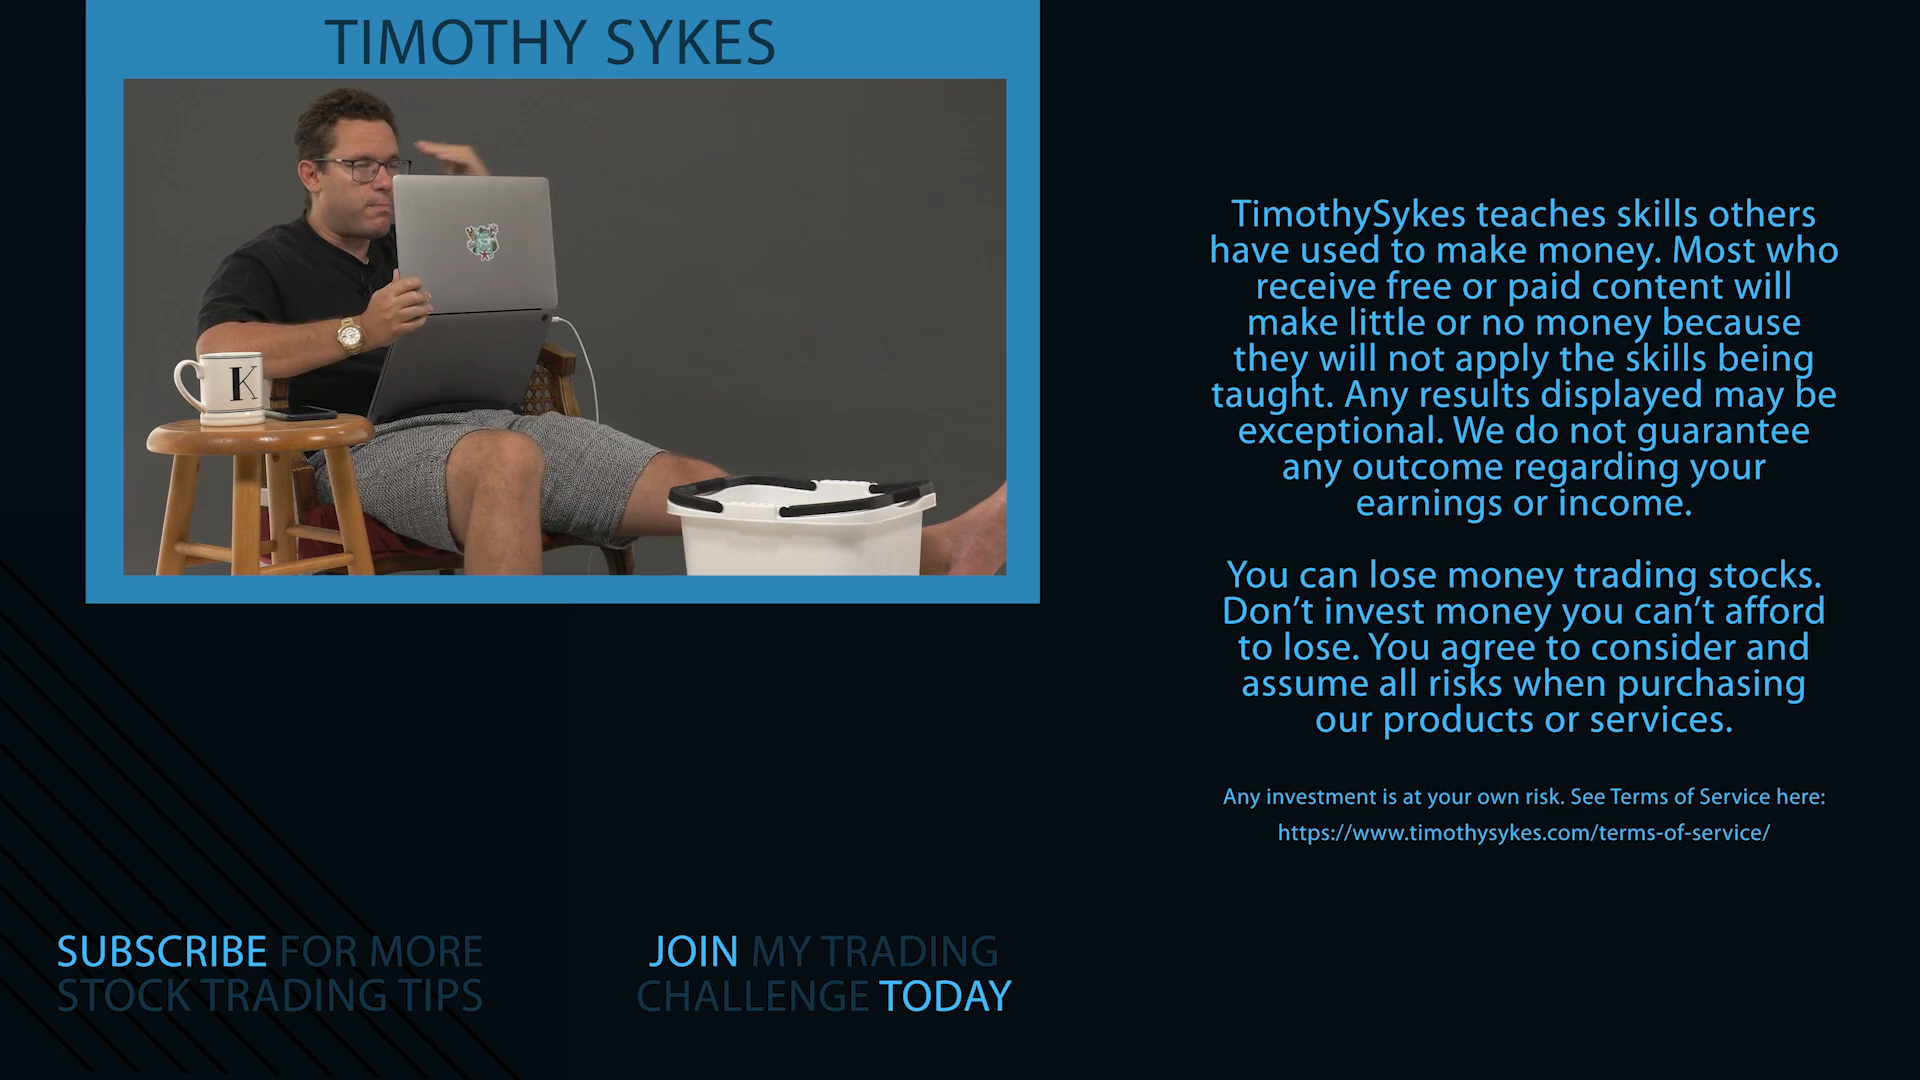 TIMOTHY SYKES
K
TimothySykes teaches skills others
have used to make money. Most who
receive free or paid content will
make little or no money because
they will not apply the skills being
taught. Any results displayed may be
exceptional. We do not guarantee
any outcome regarding your
earnings or income.
You can lose money trading stocks.
Don’t invest money you can’t afford
to lose. You agree to consider and
assume all risks when purchasing
our products or services.
Any investment is at your own risk. See Terms of Service here:
https://www.timothysykes.com/terms-of-service/
SUBSCRIBE FOR MORE
STOCK TRADING TIPS
JOIN MY TRADING
CHALLENGE TODAY